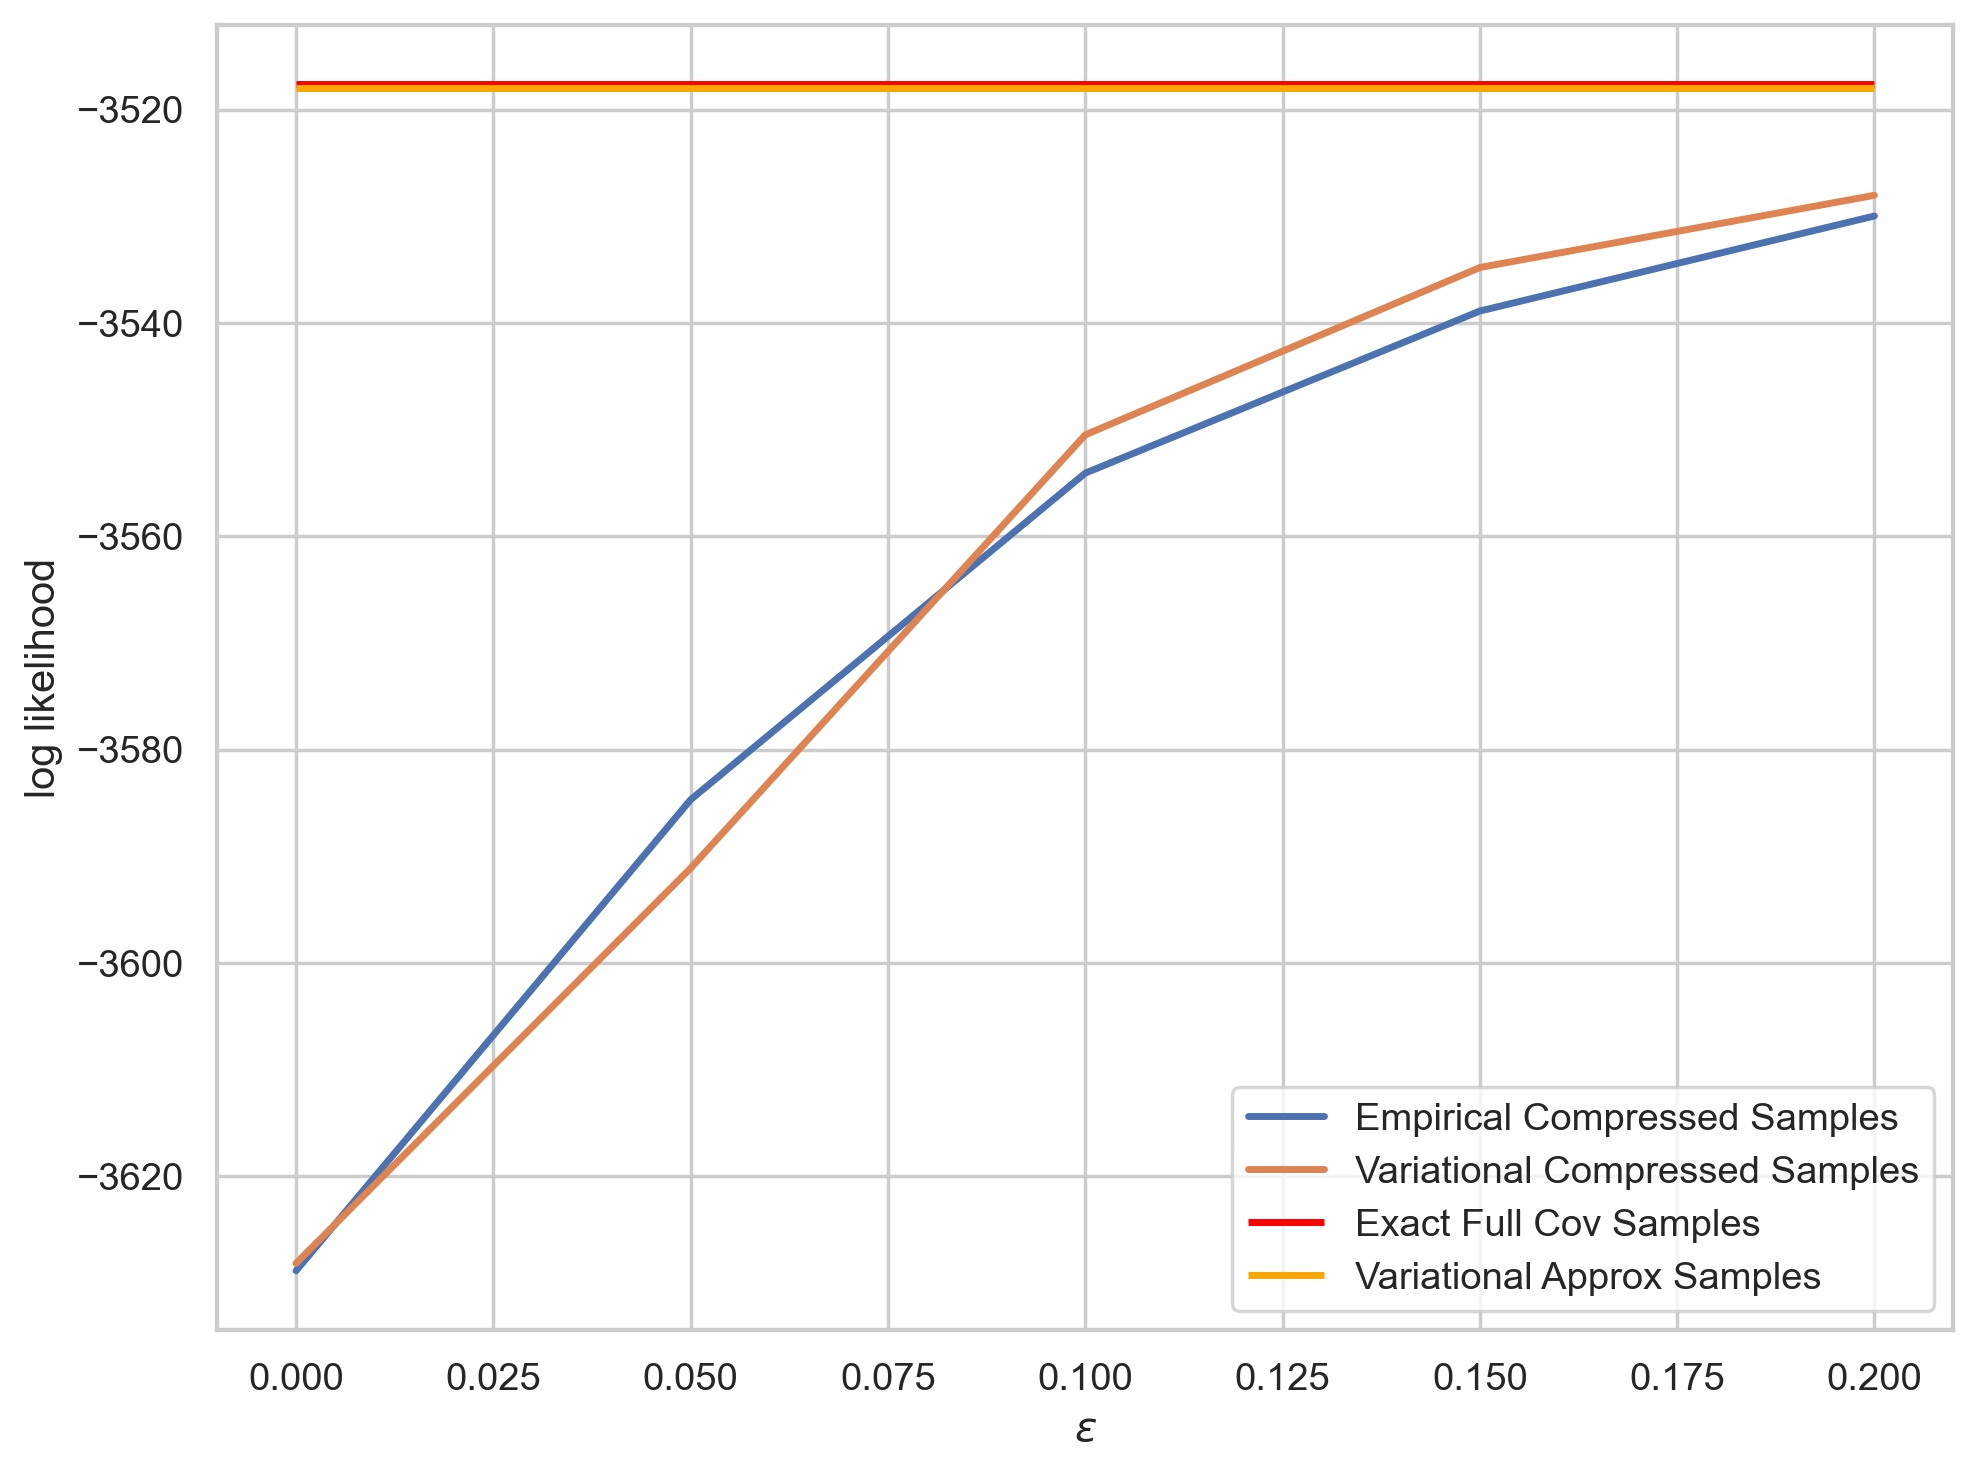 −3520
−3540
−3560
−3580
−3600
−3620
log likelihood
0.000 0.025 0.050 0.075 0.100 0.125 0.150 0.175 0.200
ε
Empirical Compressed Samples
Variational Compressed Samples
Exact Full Cov Samples
Variational Approx Samples